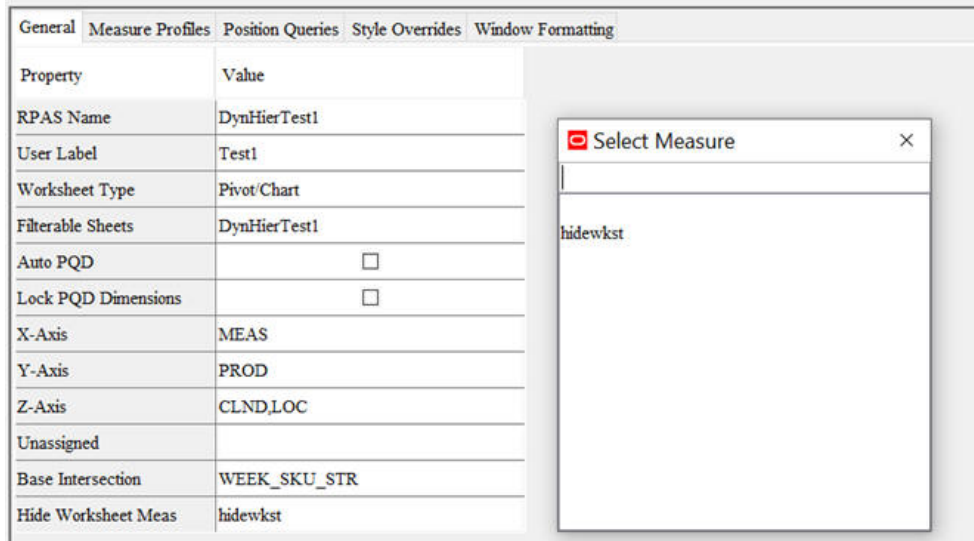 General Measure Profiles Position Queries Style Overrides Window Formatting
Property Value
RPAS Name DynHierTest1
User Label Test1
Worksheet Type Pivot/Chart
Filterable Sheets DynHierTest1
Auto PQD
Lock PQD Dimensions
X-Axis MEAS
Y-Axis PROD
Z-Axis CLND,LOC
Unassigned
Base Intersection WEEK_SKU_STR
Hide Worksheet Meas hidewkst
Select Measure
hidewkst